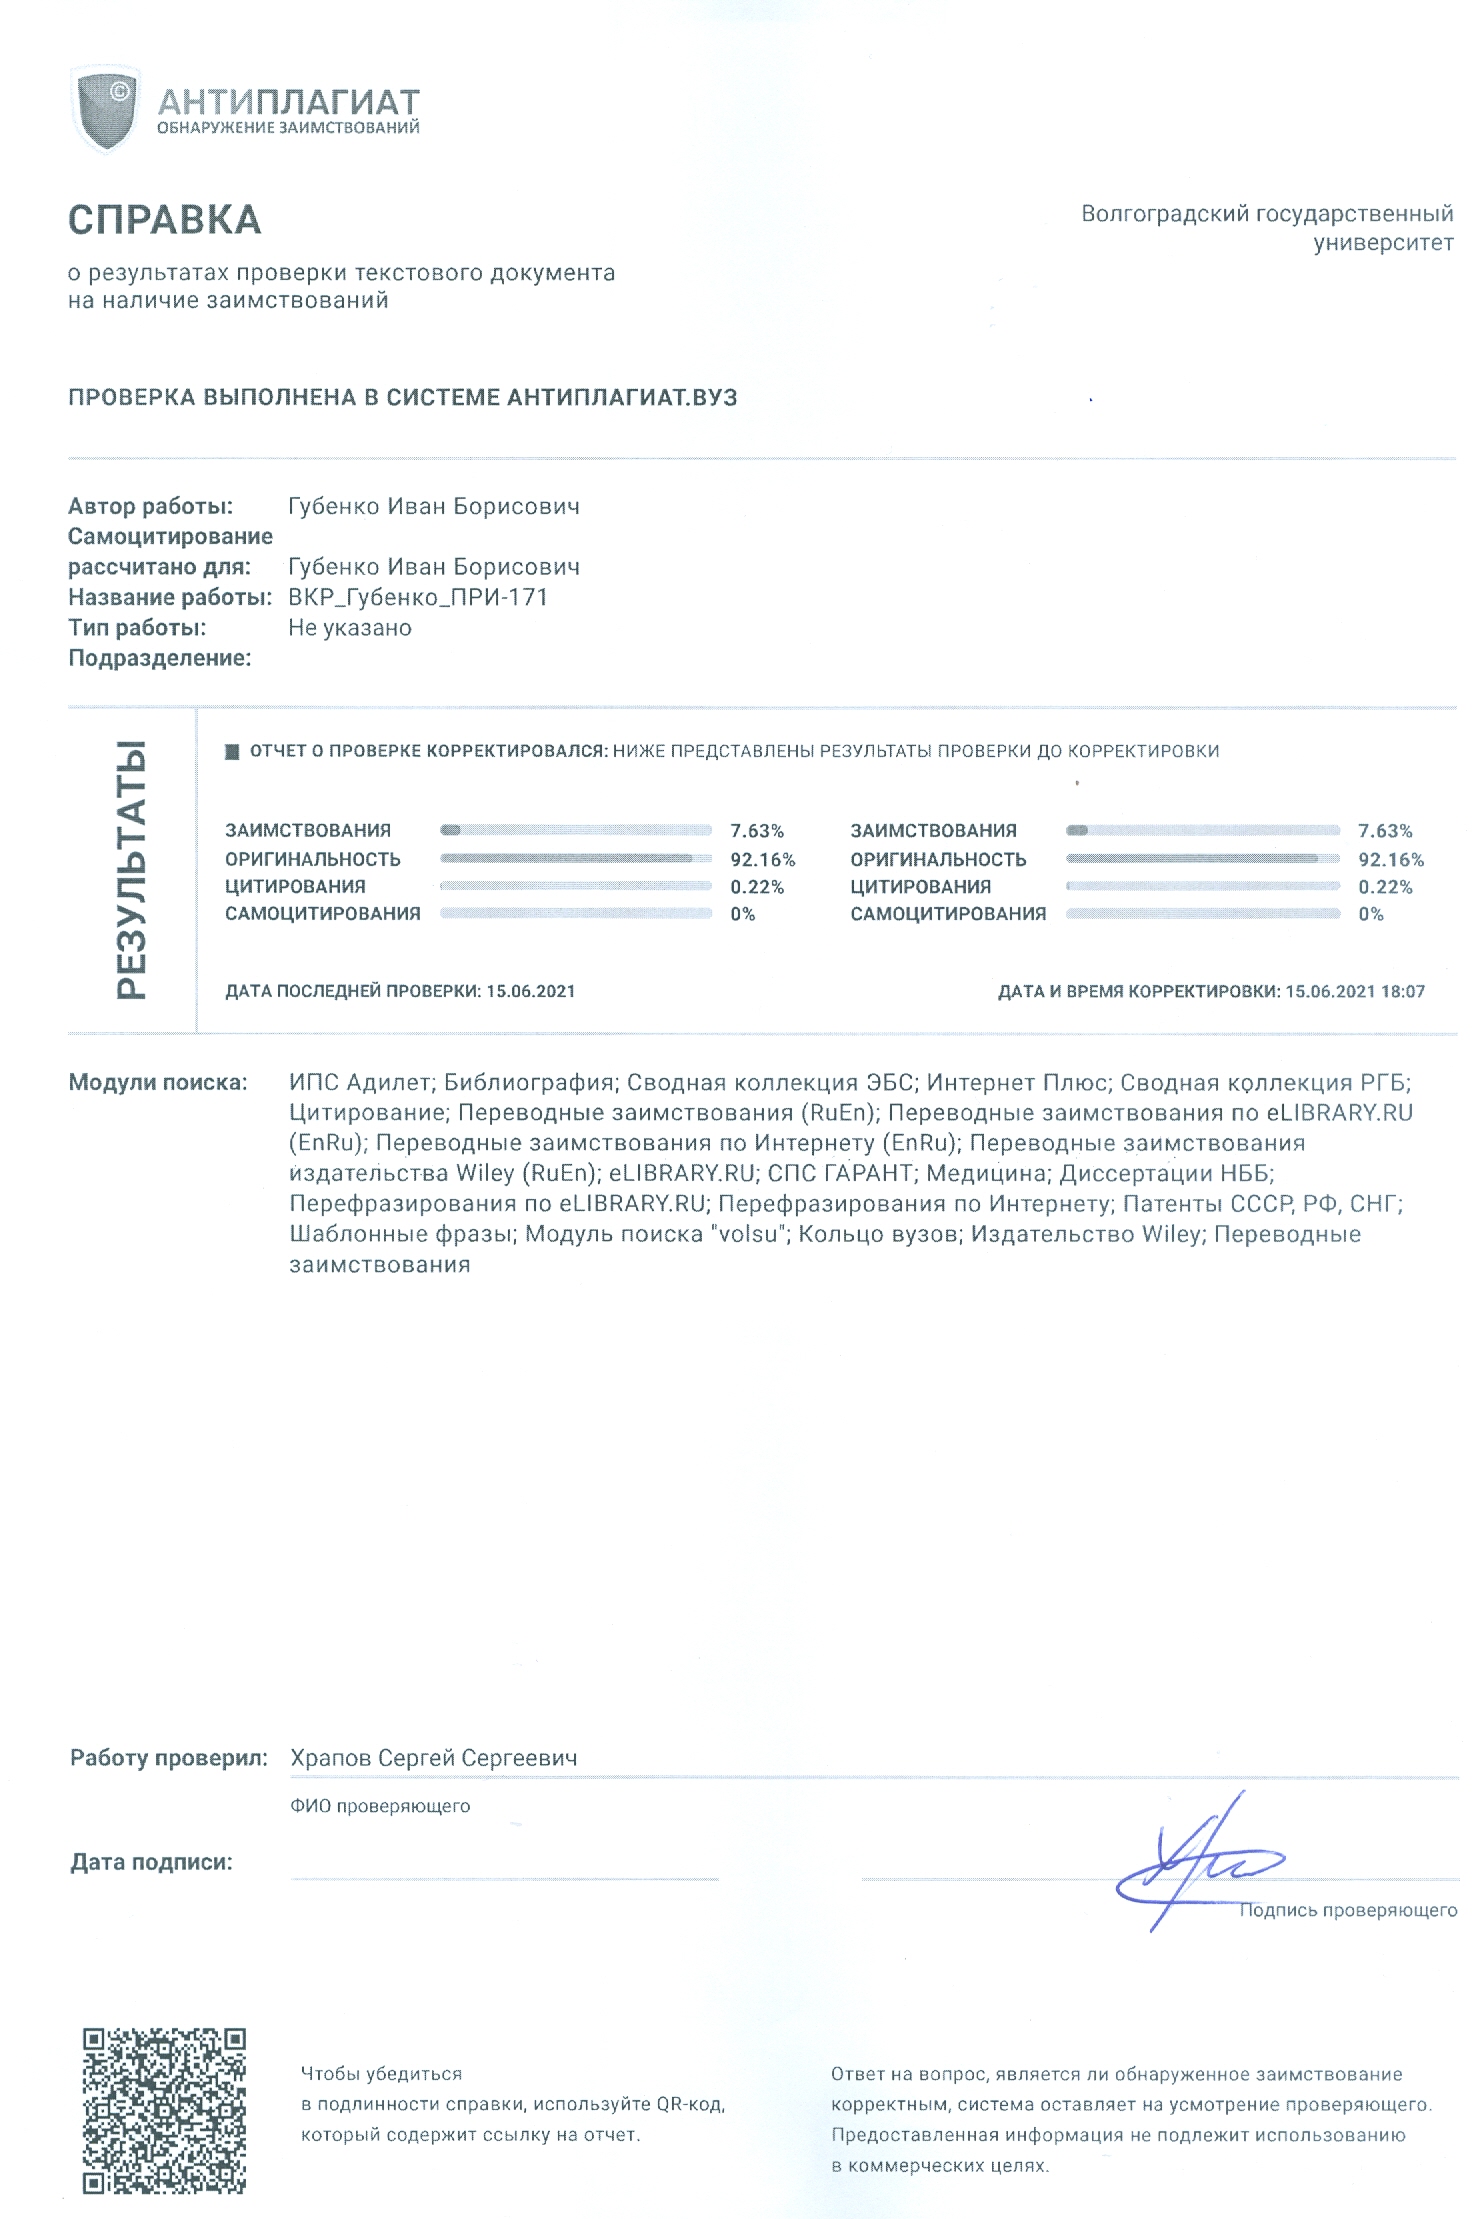 АНТИПЛАГИАТ
ОБНАРУЖЕНИЕ ЗАИМСТВОВАНИЙ
СПРАВКА
о результатах проверки текстового документа
на наличие заимствований
Волгоградский государственный
университет
ПРОВЕРКА ВЫПОЛНЕНА В СИСТЕМЕ АНТИПЛАГИАТ.ВУЗ
Автор работы: Губенко Иван Борисович
Самоцитирование
рассчитано для: Губенко Иван Борисович
Название работы: ВКР_Губенко_ПРИ-171
Тип работы: Не указано
Подразделение:
РЕЗУЛЬТАТЫ
ОТЧЕТ О ПРОВЕРКЕ КОРРЕКТИРОВАЛСЯ: НИЖЕ ПРЕДСТАВЛЕНЫ РЕЗУЛЬТАТЫ ПРОВЕРКИ ДО КОРРЕКТИРОВКИ
ЗАИМСТВОВАНИЯ 7.63% ЗАИМСТВОВАНИЯ 7.63%
ОРИГИНАЛЬНОСТЬ 92.16% ОРИГИНАЛЬНОСТЬ 92.16%
ЦИТИРОВАНИЯ 0.22% ЦИТИРОВАНИЯ 0.22%
САМОЦИТИРОВАНИЯ 0% САМОЦИТИРОВАНИЯ 0%
ДАТА ПОСЛЕДНЕЙ ПРОВЕРКИ: 15.06.2021 ДАТА И ВРЕМЯ КОРРЕКТИРОВКИ: 15.06.2021 18:07
Модули поиска: ИПС Адилет; Библиография; Сводная коллекция ЭБС; Интернет Плюс; Сводная коллекция РГБ;
Цитирование; Переводные заимствования (RuEn); Переводные заимствования по eLIBRARY.RU
(EnRu); Переводные заимствования по Интернету (EnRu); Переводные заимствования
издательства Wiley (RuEn); eLIBRARY.RU; СПС ГАРАНТ; Медицина; Диссертации НББ;
Перефразирования по eLIBRARY.RU; Перефразирования по Интернету; Патенты СССР, РФ, СНГ;
Шаблонные фразы; Модуль поиска "volsu"; Кольцо вузов; Издательство Wiley; Переводные
заимствования
Работу проверил: Храпов Сергей Сергеевич
ФИО проверяющего
Дата подписи:
Подпись проверяющего
Чтобы убедиться
в подлинности справки, используйте QR-код,
который содержит ссылку на отчет.
Ответ на вопрос, является ли обнаруженное заимствование
корректным, система оставляет на усмотрение проверяющего.
Предоставленная информация не подлежит использованию
в коммерческих целях.